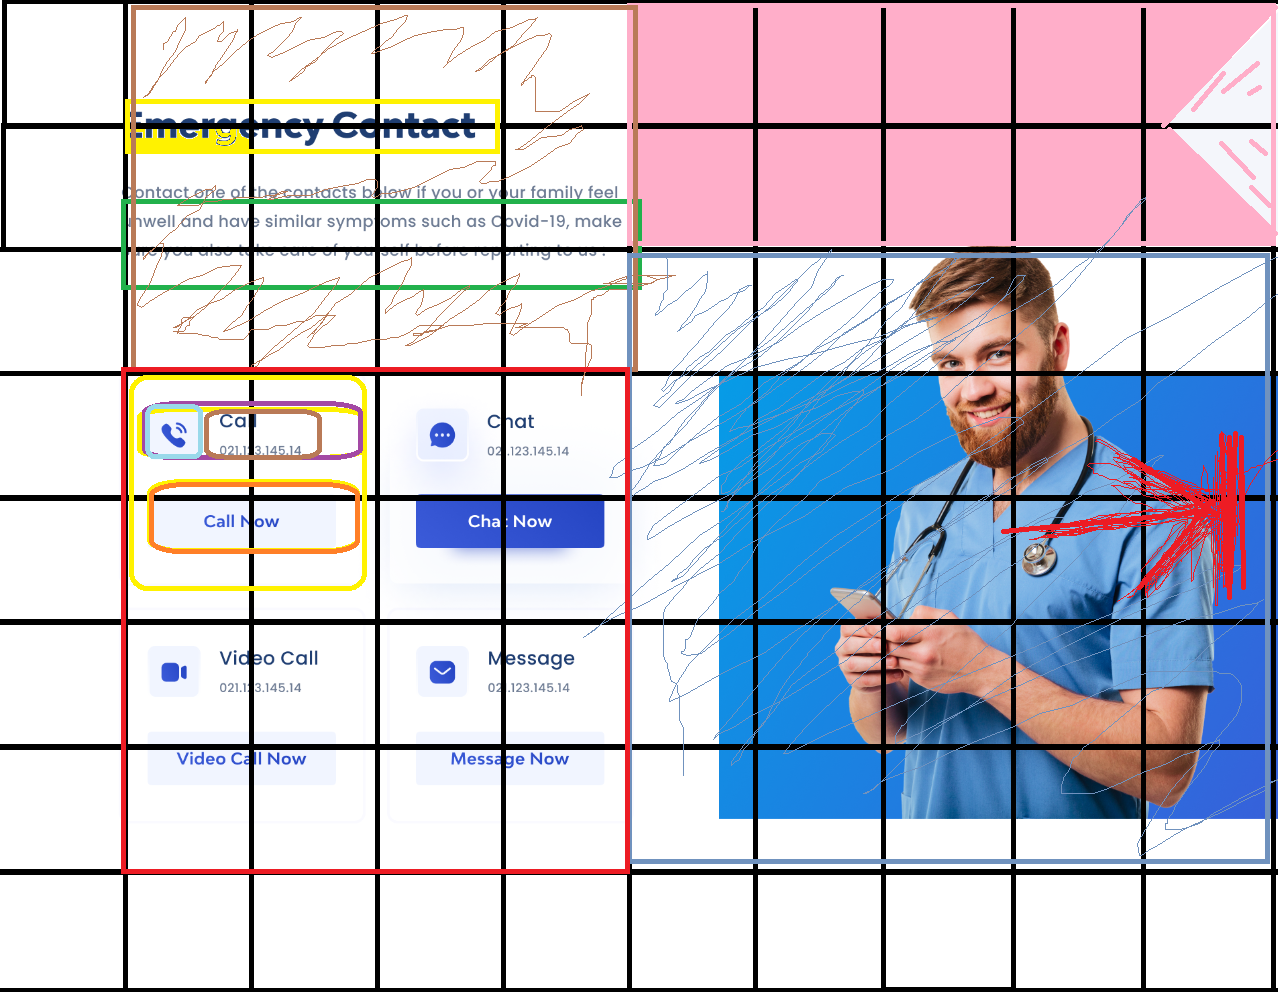 Emergency Contact
Contact one of the contacts below if you or your family feel
unwell and have similar symptoms such as Covid-19, make
sure you also take care of yourself before reporting to us .
Call
021.123.145.14
Call Now
Chat
021.123.145.14
Chat Now
Video Call
021.123.145.14
Video Call Now
Message
021.123.145.14
Message Now